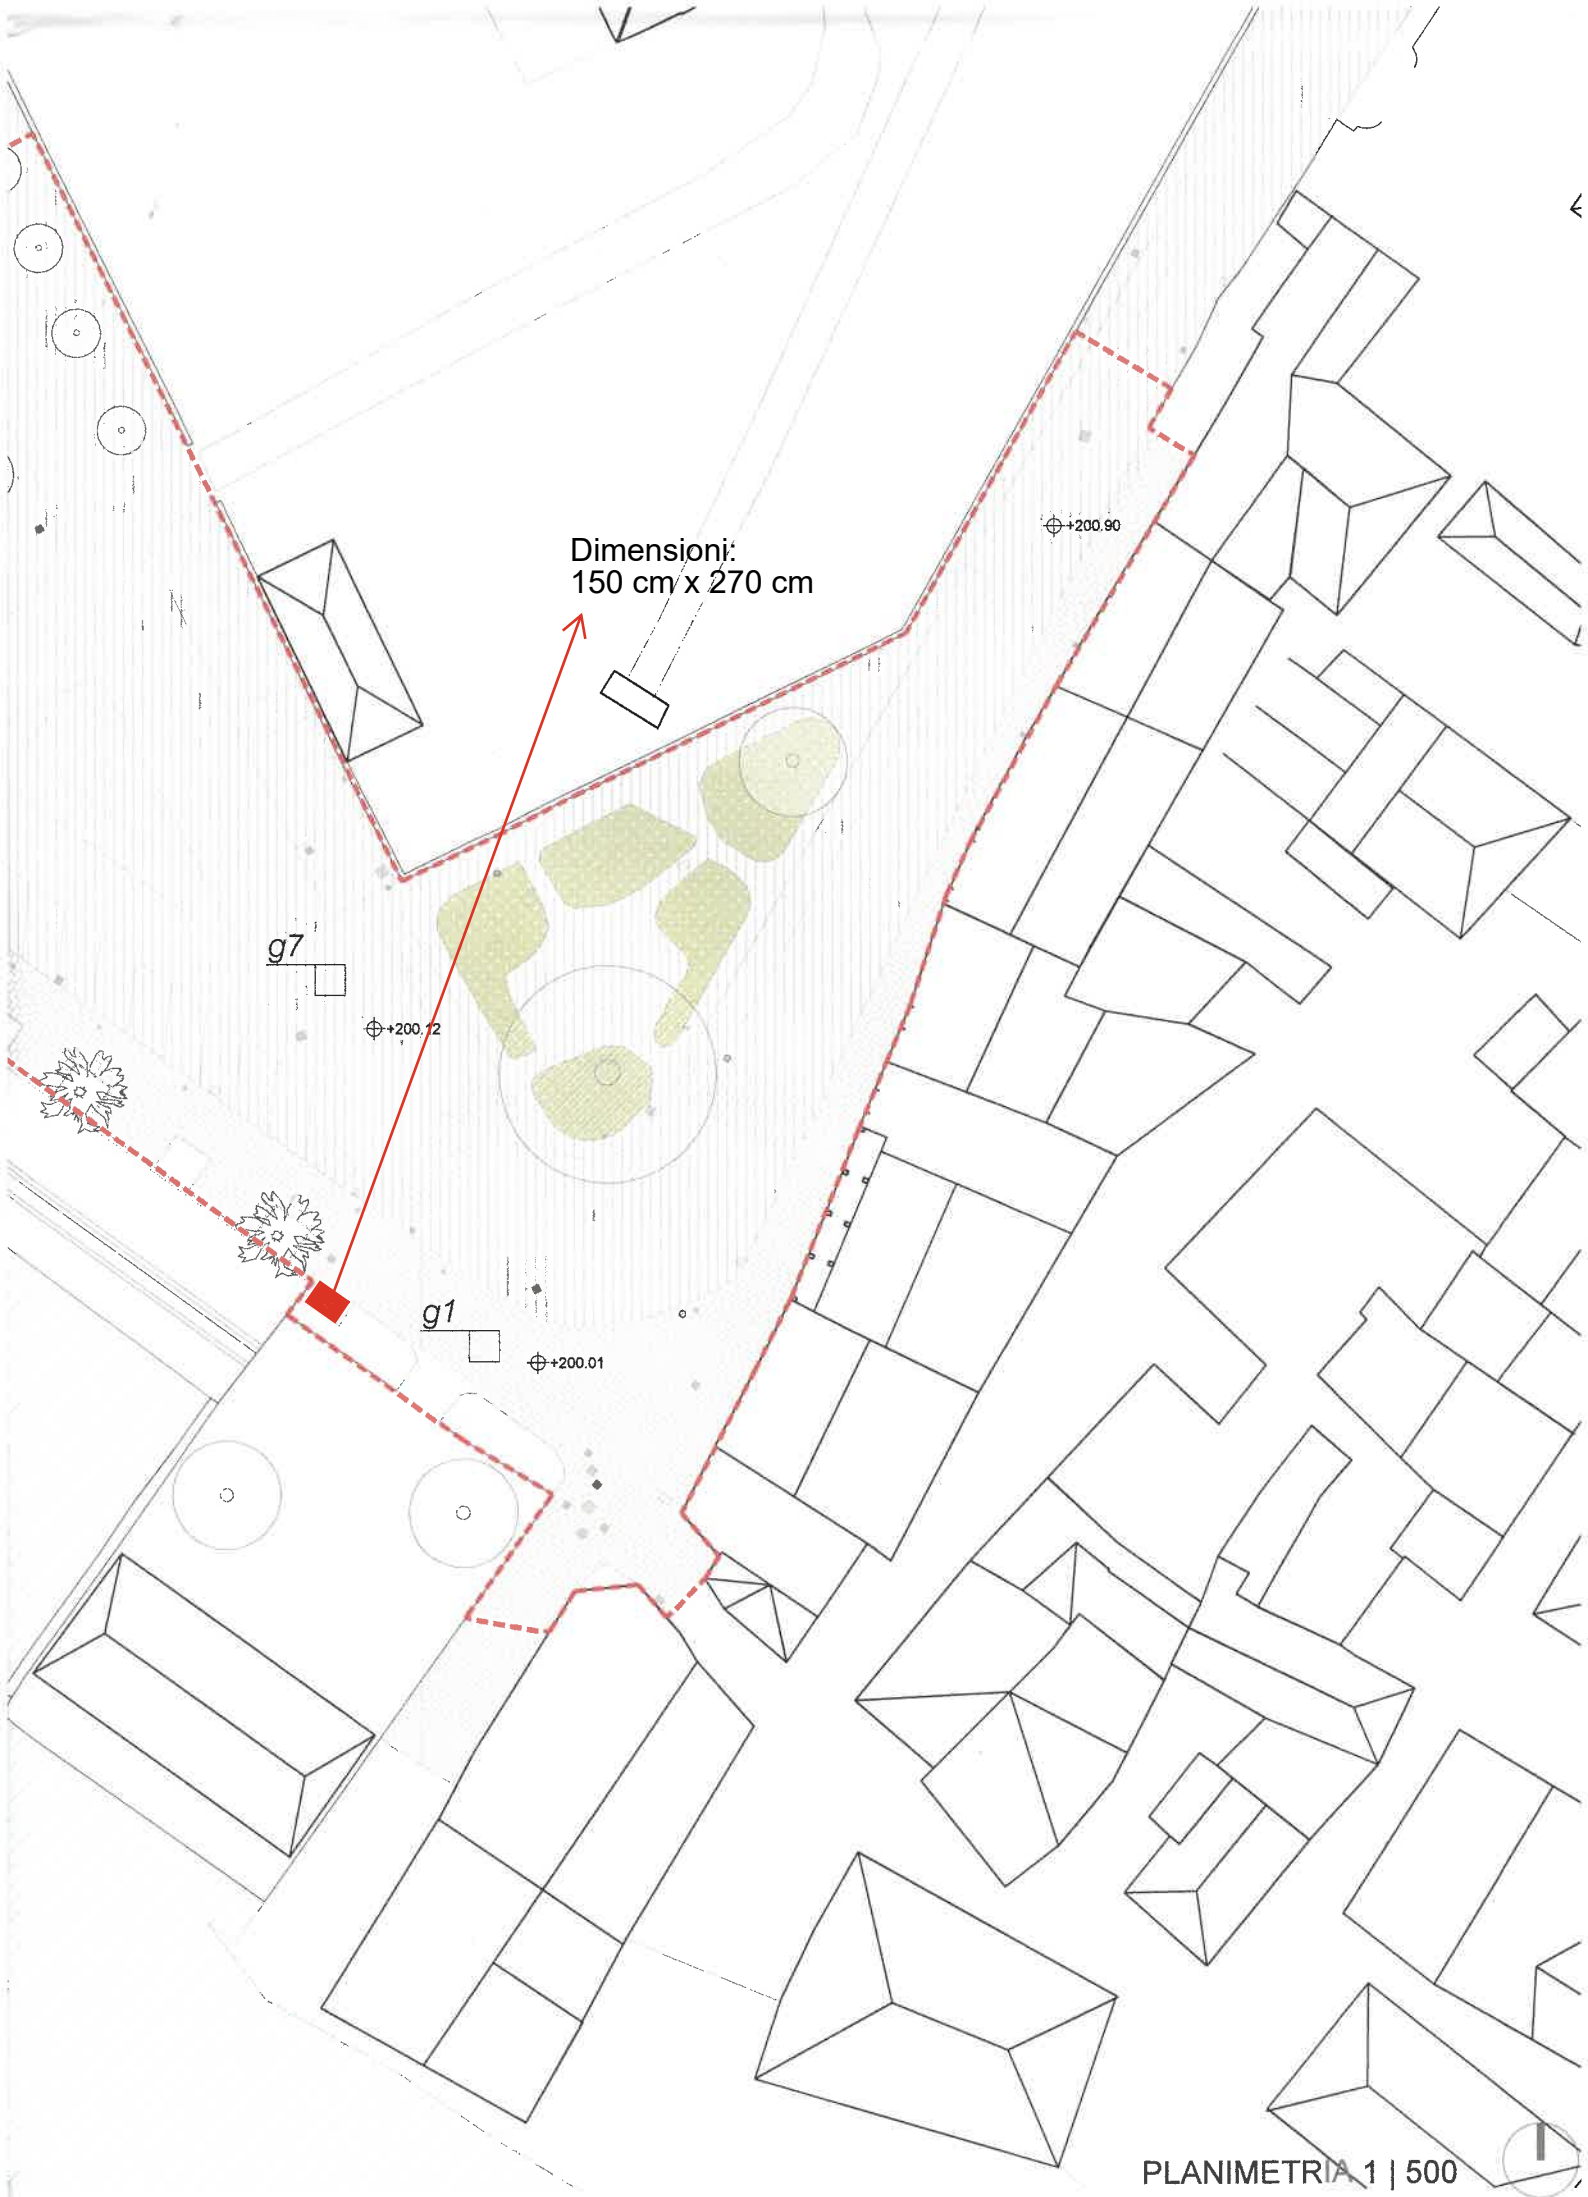 +200.90
Dimensioni:
150 cm x 270 cm
g7
+200.12
g1
+200.01
PLANIMETRIA 1 | 500